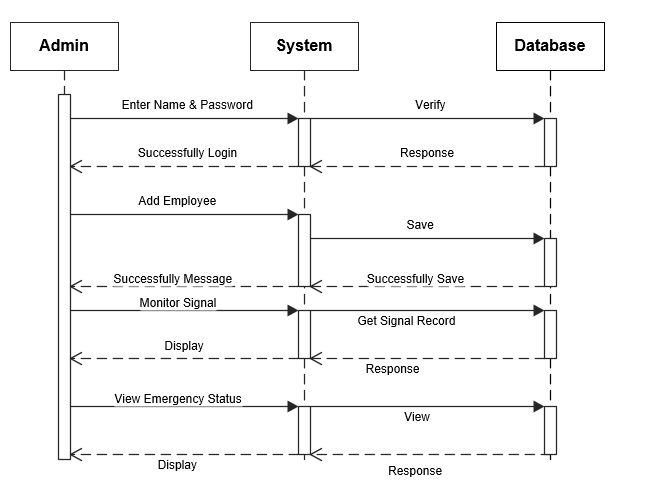 Admin
System
Database
Enter Name & Password
Verify
Successfully Login
Response
Add Employee
Save
Successfully Message
Successfully Save
Monitor Signal
Get Signal Record
Display
Response
View Emergency Status
View
Display
Response